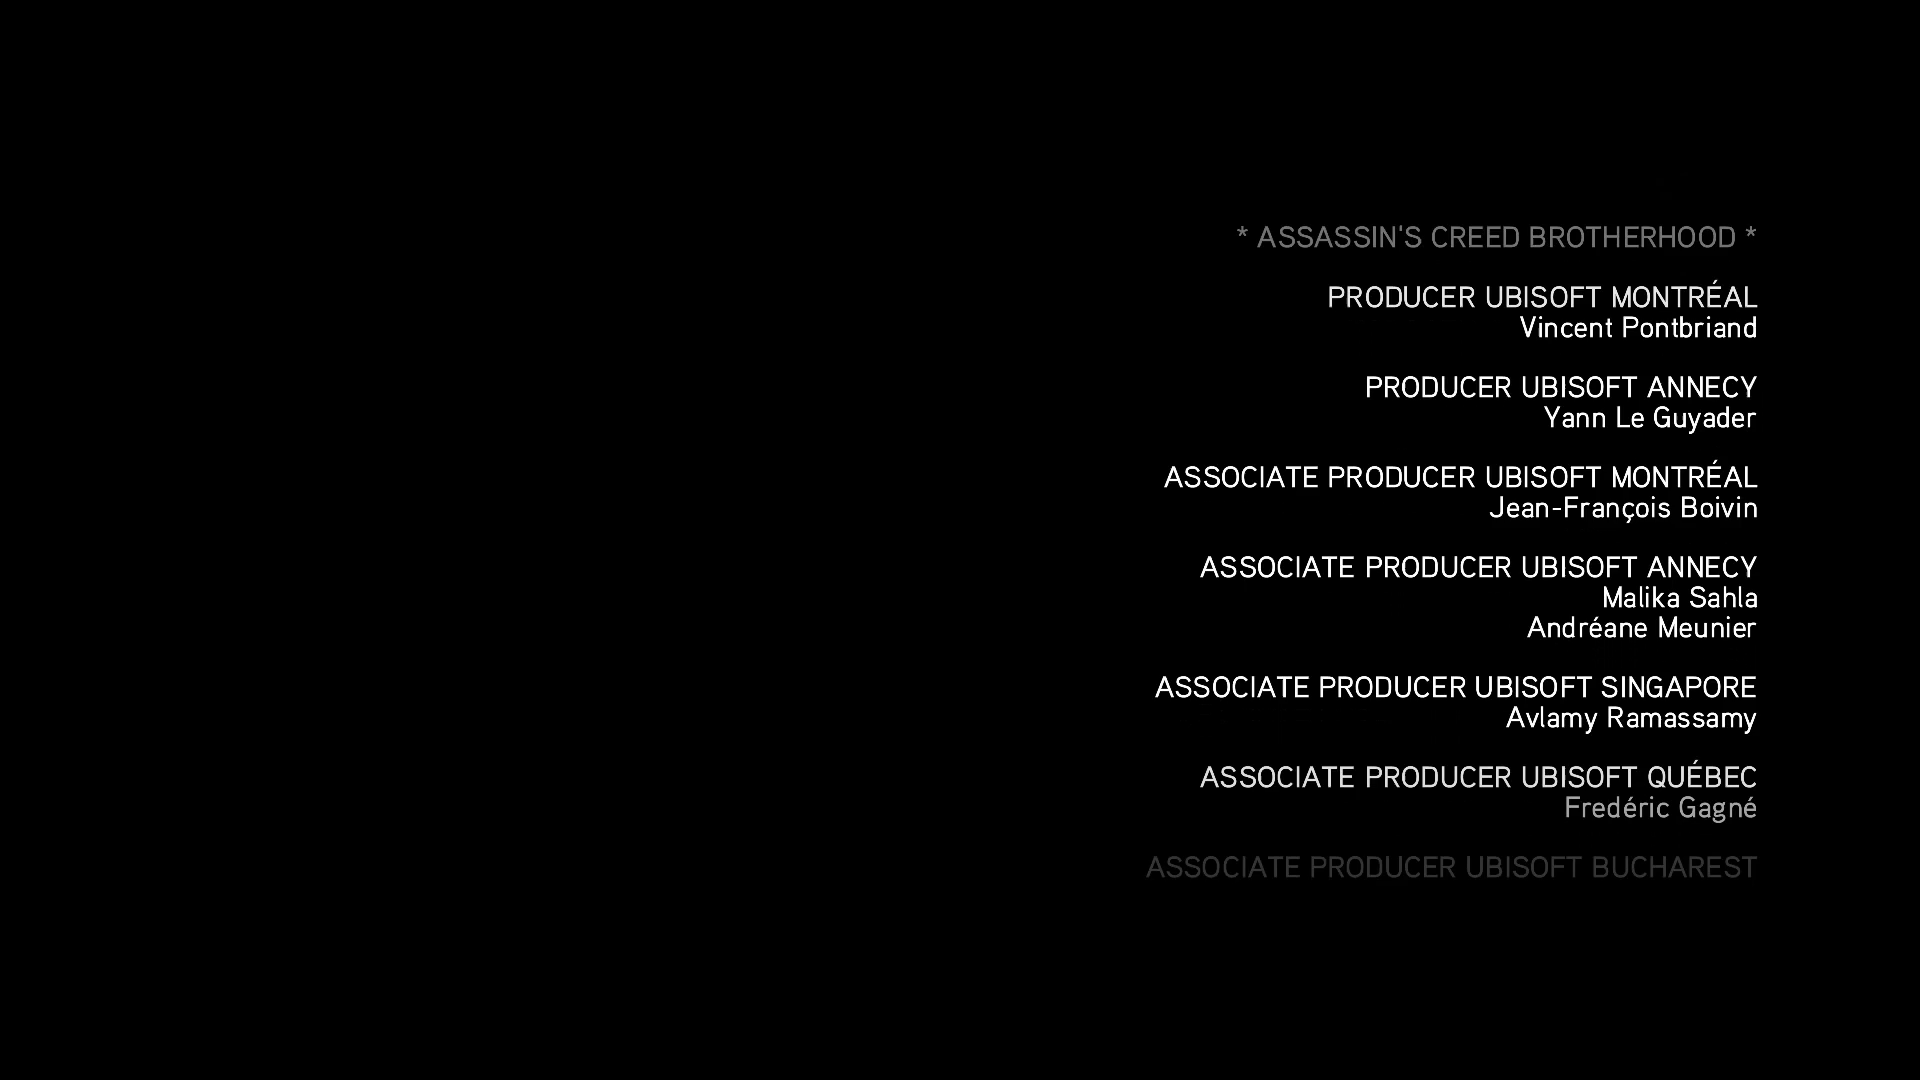 * ASSASSIN'S CREED BROTHERHOOD *
PRODUCER UBISOFT MONTRÉAL
Vincent Pontbriand
PRODUCER UBISOFT ANNECY
Yann Le Guyader
ASSOCIATE PRODUCER UBISOFT MONTRÉAL
Jean-François Boivin
ASSOCIATE PRODUCER UBISOFT ANNECY
Malika Sahla
Andréane Meunier
ASSOCIATE PRODUCER UBISOFT SINGAPORE
Avlamy Ramassamy
ASSOCIATE PRODUCER UBISOFT QUÉBEC
Fredéric Gagné
ASSOCIATE PRODUCER UBISOFT BUCHAREST